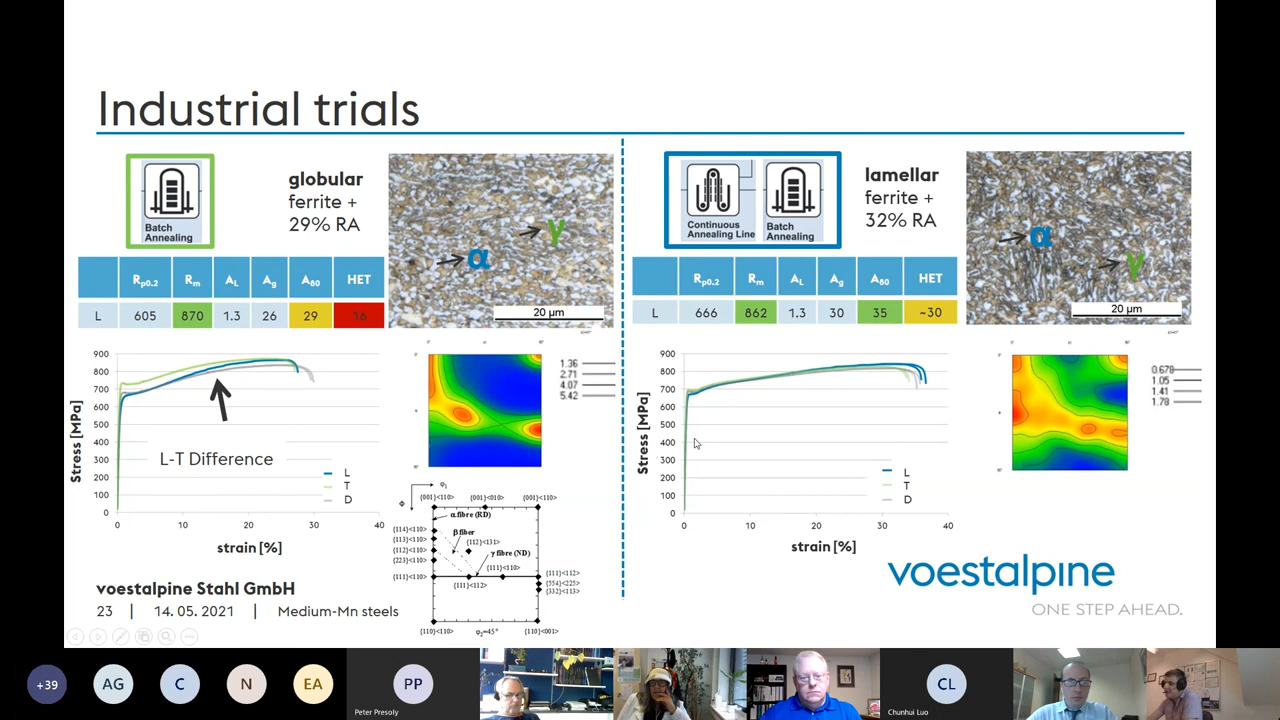 Industrial trials
Batch
Annealing
globular
ferrite +
29% RA
γ
α
20 µm
Rp0.2 Rm AL Ag A80 HET
L 605 870 1.3 26 29 16
1.36
2.71
4.07
5.42
900
800
700
600
500
400
300
200
100
0
Stress [MPa]
L-T Difference
L
T
D
0 10 20 30 40
strain [%]
φ1
Φ
{001}<110> {001}<010> {001}<110>
α fibre (RD)
{114}<110>
{113}<110>
β fiber
{112}<110>
{112}<131>
{223}<110>
γ fibre (ND)
{111}<110>
{111}<110>
{111}<112>
{111}<112>
{554}<225>
{332}<113>
{110}<110> φ2=45° {110}<001>
Continuous
Annealing Line
Batch
Annealing
lamellar
ferrite +
32% RA
α
γ
20 µm
Rp0.2 Rm AL Ag A80 HET
L 666 862 1.3 30 35 ~30
0.678
1.05
1.41
1.78
900
800
700
600
500
400
300
200
100
0
Stress [MPa]
L
T
D
0 10 20 30 40
strain [%]
voestalpine Stahl GmbH
23 | 14. 05. 2021 | Medium-Mn steels
voestalpine
ONE STEP AHEAD.
+39 AG C N EA PP CL
Peter Presoly
Chunhui Luo